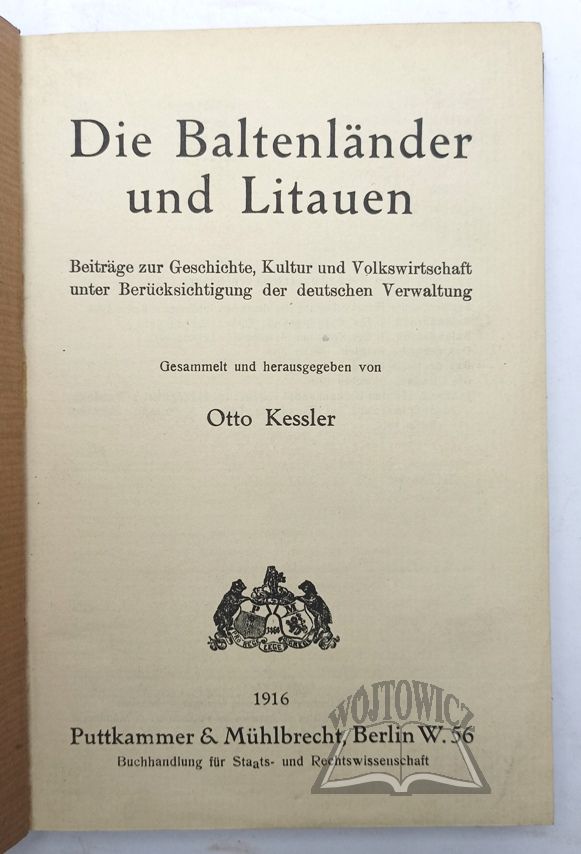 Die Baltenländer
und Litauen
Beiträge zur Geschichte, Kultur und Volkswirtschaft
unter Berücksichtigung der deutschen Verwaltung
Gesammelt und herausgegeben von
Otto Kessler
P M
1916
WÓJTOWICZ
Puttkammer & Mühlbrecht, Berlin W. 56
Buchhandlung für Staats- und Rechtswissenschaft